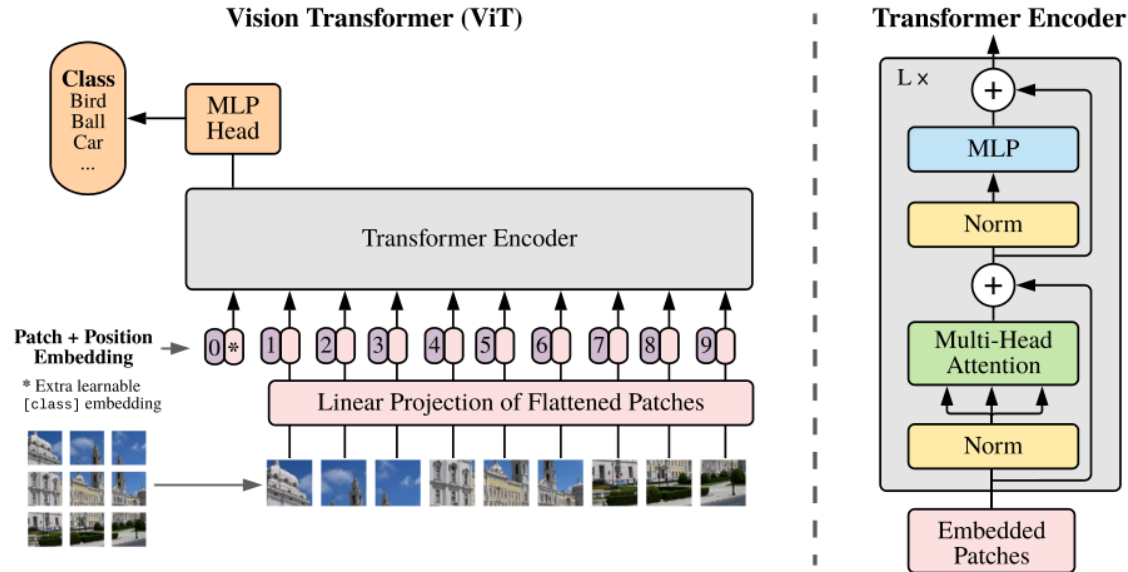 Vision Transformer (ViT)
Class
Bird
Ball
Car
...
MLP
Head
Transformer Encoder
Patch + Position
Embedding
0 * 1 2 3 4 5 6 7 8 9
* Extra learnable
[class] embedding
Linear Projection of Flattened Patches
Transformer Encoder
L ×
+
MLP
Norm
+
Multi-Head
Attention
Norm
Embedded
Patches